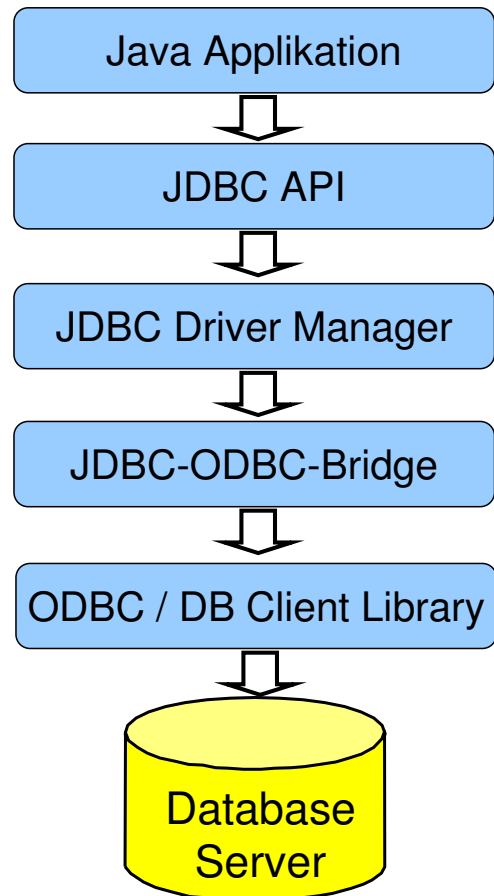 Java Applikation
JDBC API
JDBC Driver Manager
JDBC-ODBC-Bridge
ODBC / DB Client Library
Database
Server